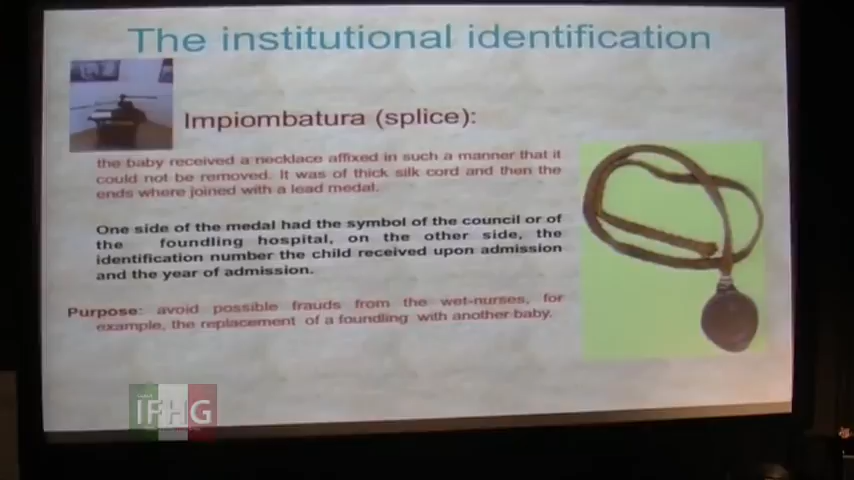 The institutional identification
Impiombatura (splice):
the baby received a necklace affixed in such a manner that it
could not be removed. It was of thick silk cord and then the
ends where joined with a lead medal.
One side of the medal had the symbol of the council or of
the foundling hospital, on the other side, the
identification number the child received upon admission
and the year of admission.
Purpose: avoid possible frauds from the wet-nurses, for
example, the replacement of a foundling with another baby.
IFHG